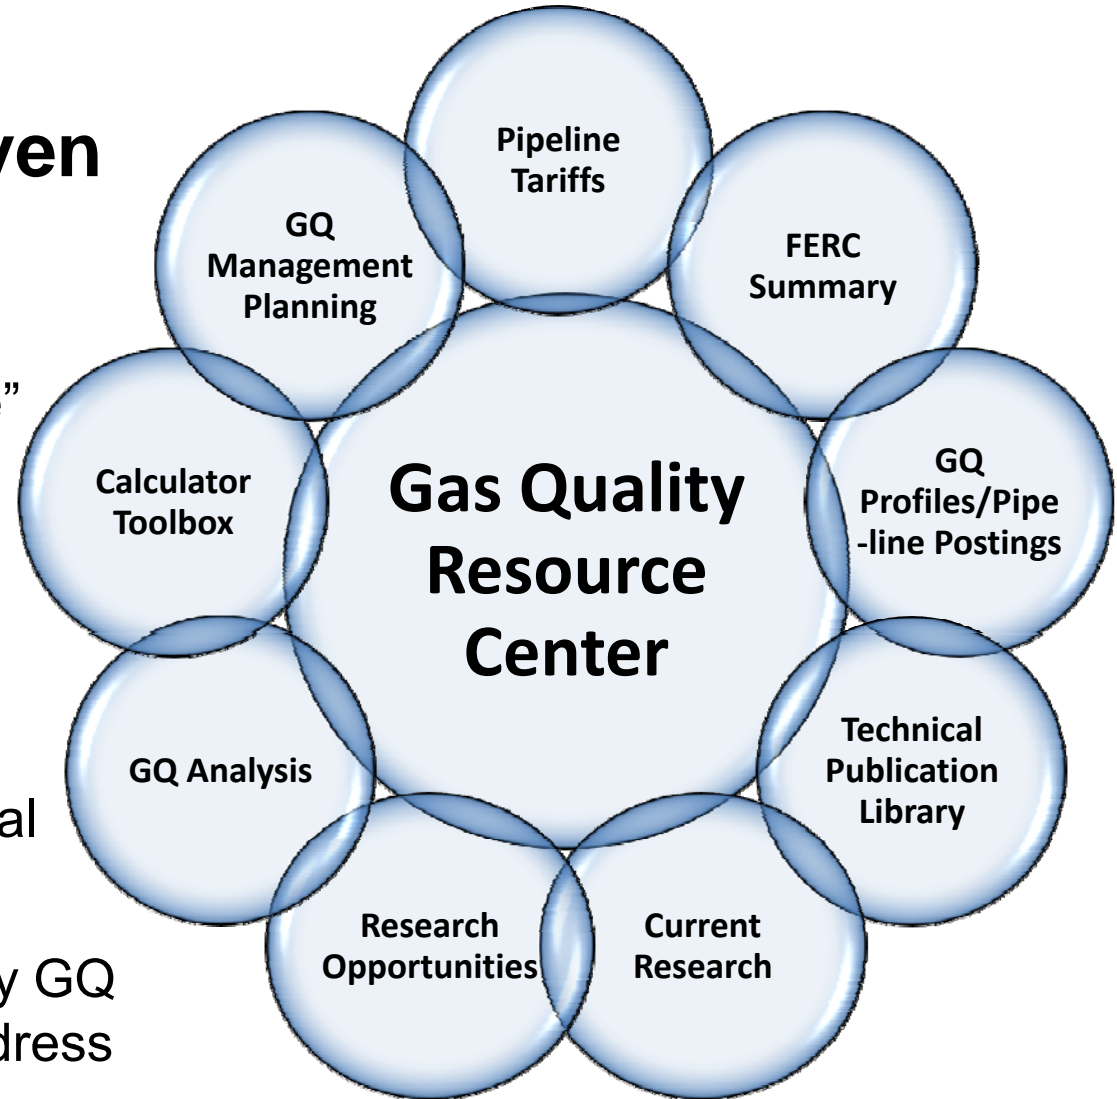 Pipeline
Tariffs
FERC
Summary
GQ
Profiles/Pipe
-line Postings
Technical
Publication
Library
Current
Research
Research
Opportunities
GQ Analysis
Calculator
Toolbox
GQ
Management
Planning
Gas Quality
Resource
Center
ven
”
al
y GQ
dress